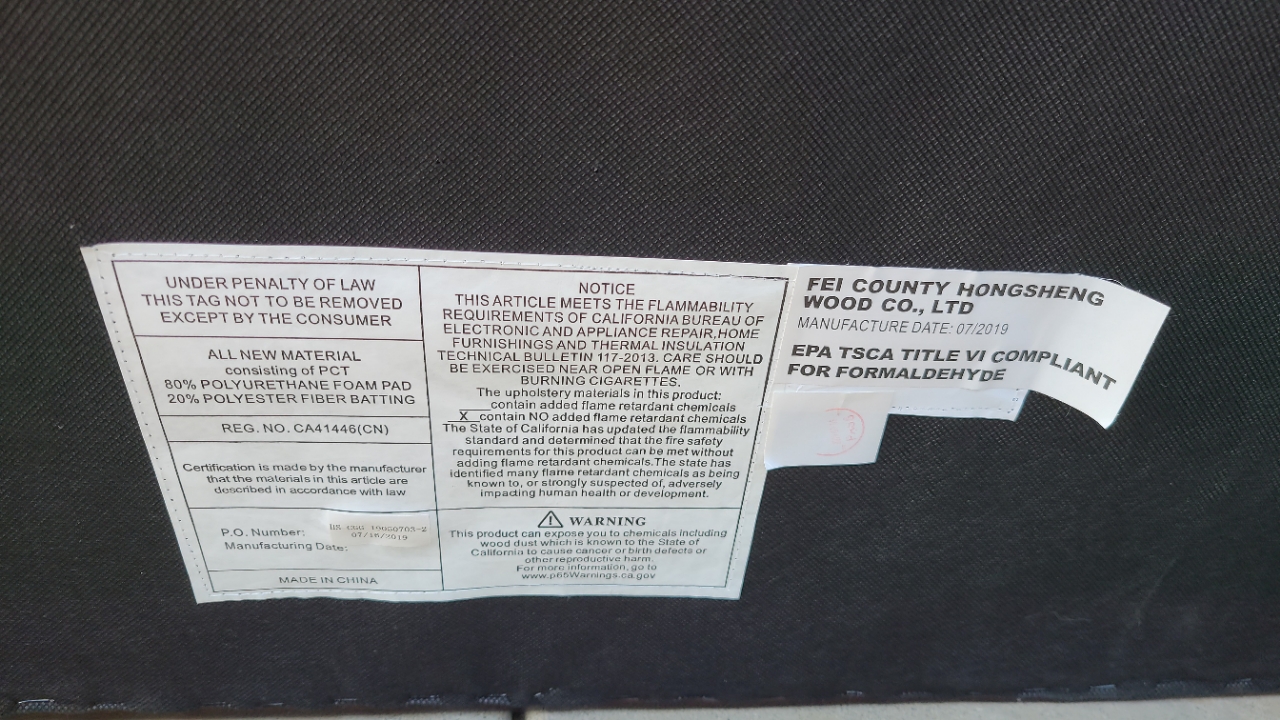 UNDER PENALTY OF LAW
THIS TAG NOT TO BE REMOVED
EXCEPT BY THE CONSUMER
ALL NEW MATERIAL
consisting of PCT
80% POLYURETHANE FOAM PAD
20% POLYESTER FIBER BATTING
REG. NO. CA41446(CN)
Certification is made by the manufacturer
that the materials in this article are
described in accordance with law
P.O. Number:
07/16/2019
Manufacturing Date:
MADE IN CHINA
NOTICE
THIS ARTICLE MEETS THE FLAMMABILITY
REQUIREMENTS OF CALIFORNIA BUREAU OF
ELECTRONIC AND APPLIANCE REPAIR,HOME
FURNISHINGS AND THERMAL INSULATION
TECHNICAL BULLETIN 117-2013. CARE SHOULD
BE EXERCISED NEAR OPEN FLAME OR WITH
BURNING CIGARETTES.
The upholstery materials in this product:
contain added flame retardant chemicals
X contain NO added flame retardant chemicals
The State of California has updated the flammability
standard and determined that the fire safety
requirements for this product can be met without
adding flame retardant chemicals.The state has
identified many flame retardant chemicals as being
known to, or strongly suspected of, adversely
impacting human health or development.
WARNING
This product can expose you to chemicals including
wood dust which is known to the State of
California to cause cancer or birth defects or
other reproductive harm.
For more information, go to
www.p65Warnings.ca.gov
FEI COUNTY HONGSHENG
WOOD CO., LTD
MANUFACTURE DATE: 07/2019
EPA TSCA TITLE VI COMPLIANT
FOR FORMALDEHYDE